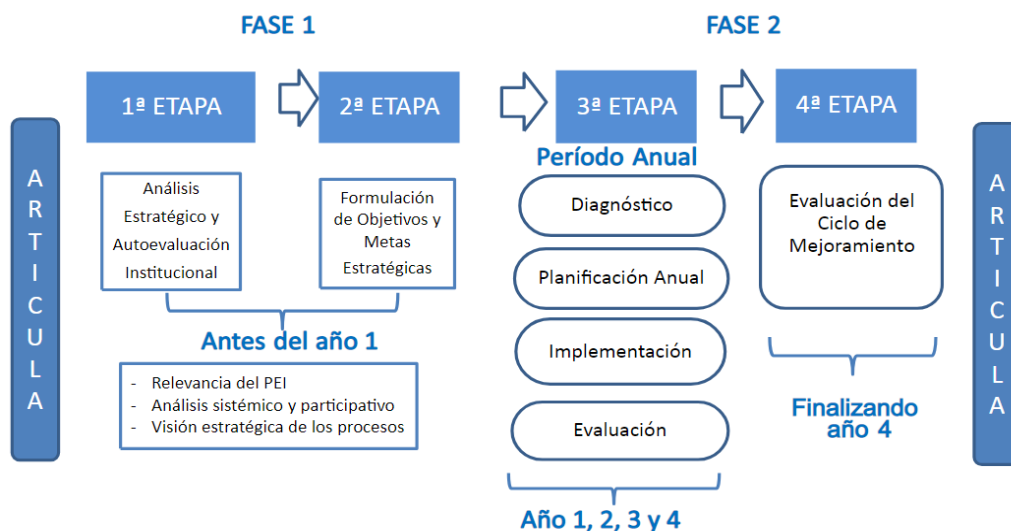 FASE 1
FASE 2
1ª ETAPA
2ª ETAPA
3ª ETAPA
4ª ETAPA
ARTICULA
Análisis
Estratégico y
Autoevaluación
Institucional
Formulación
de Objetivos y
Metas
Estratégicas
Antes del año 1
- Relevancia del PEI
- Análisis sistémico y participativo
- Visión estratégica de los procesos
Período Anual
Diagnóstico
Planificación Anual
Implementación
Evaluación
Año 1, 2, 3 y 4
Evaluación del
Ciclo de
Mejoramiento
Finalizando
año 4
ARTICULA